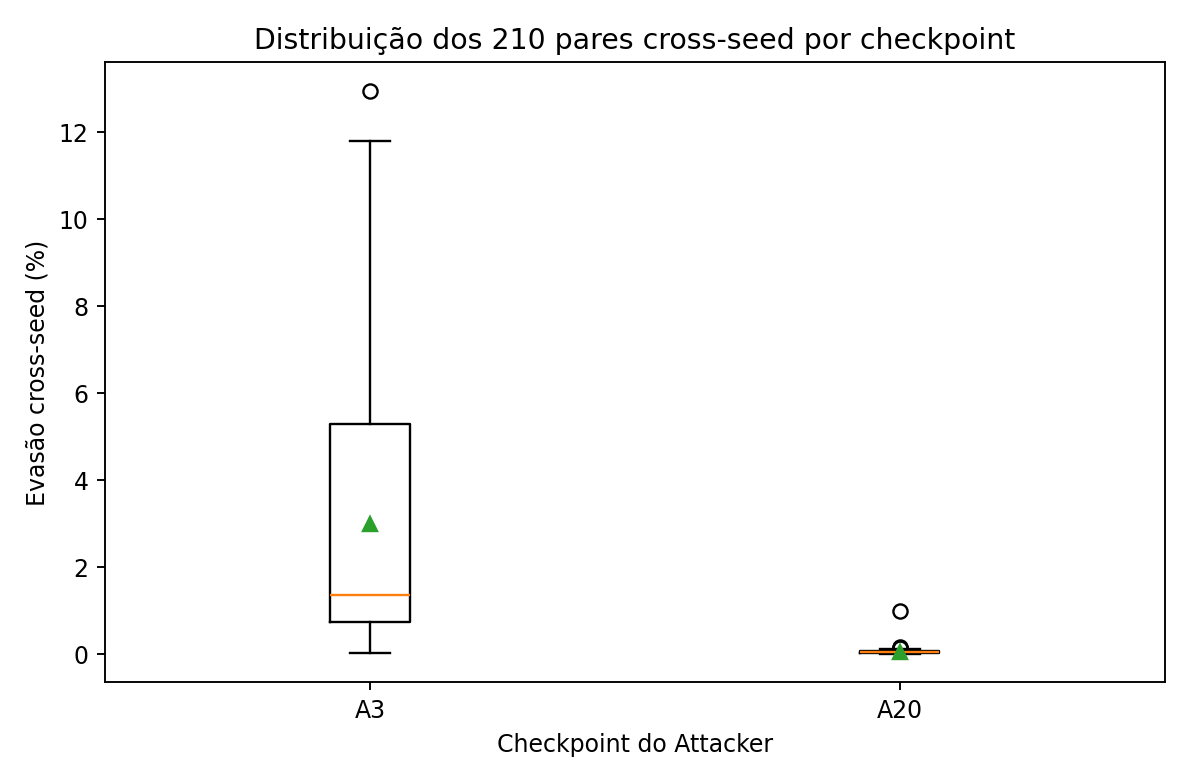 Distribuição dos 210 pares cross-seed por checkpoint
Evasão cross-seed (%)
12
10
8
6
4
2
0
A3
A20
Checkpoint do Attacker